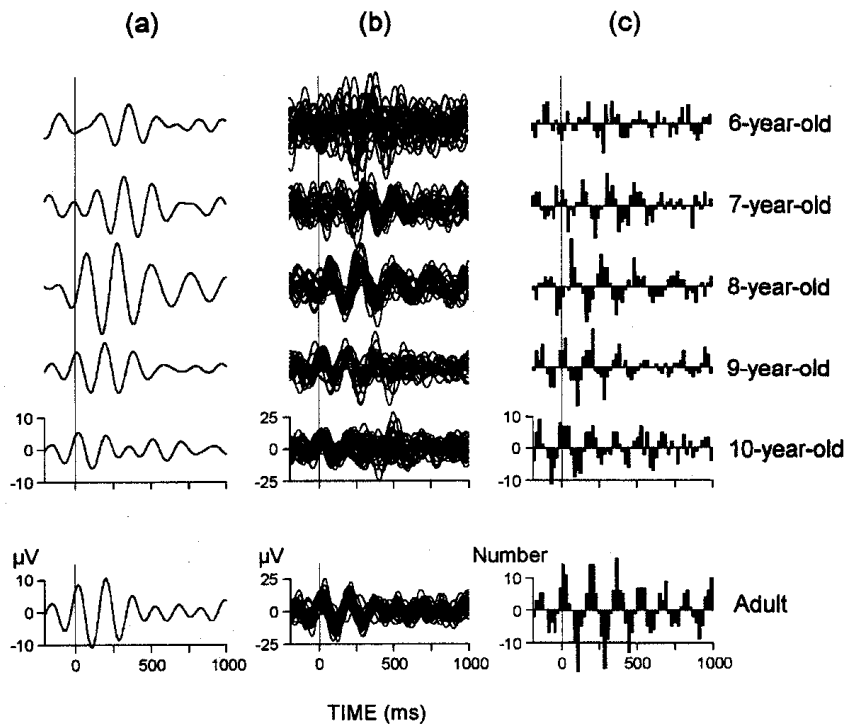 (a) (b) (c)
6-year-old
7-year-old
8-year-old
9-year-old
10 25 10
0 0 0 10-year-old
-10 -25 -10
µV µV Number
10 25 10
0 0 0 Adult
-10 -25 -10
0 500 1000 0 500 1000 0 500 1000
TIME (ms)